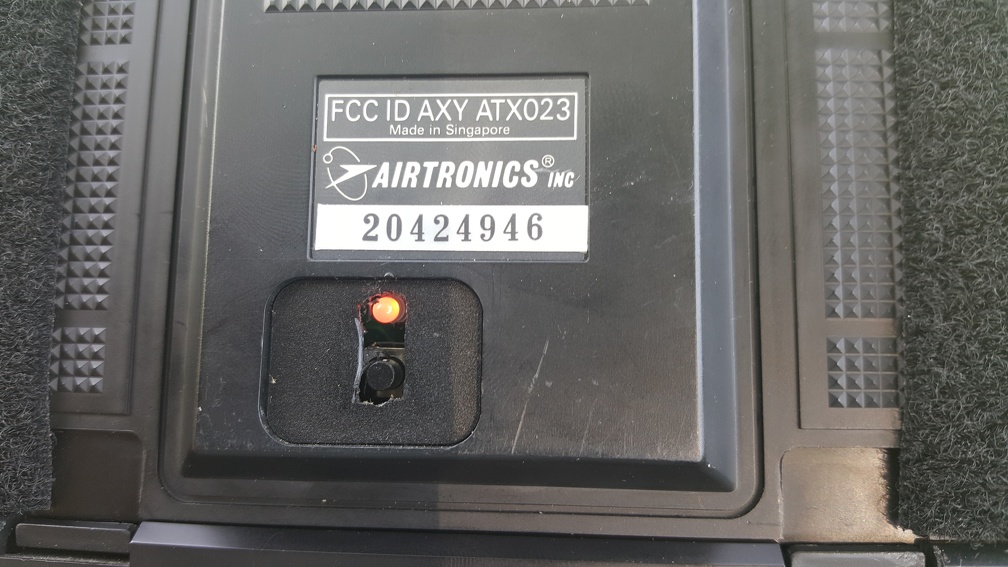 FCC ID AXY ATX023
Made in Singapore
AIRTRONICS® INC
20424946